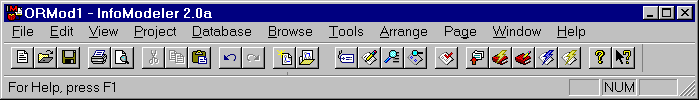 ORMod1 - InfoModeler 2.0a
File Edit View Project Database Browse Tools Arrange Page Window Help
For Help, press F1 NUM